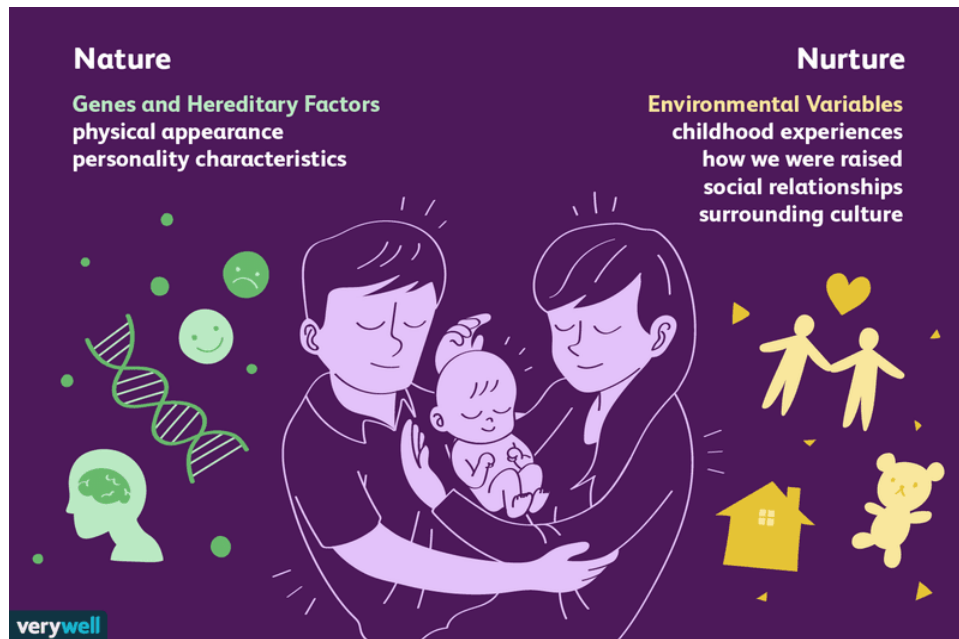 Nature
Genes and Hereditary Factors
physical appearance
personality characteristics
Nurture
Environmental Variables
childhood experiences
how we were raised
social relationships
surrounding culture
verywell